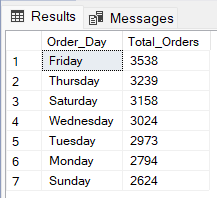 Results Messages
Order_Day Total_Orders
1 Friday 3538
2 Thursday 3239
3 Saturday 3158
4 Wednesday 3024
5 Tuesday 2973
6 Monday 2794
7 Sunday 2624